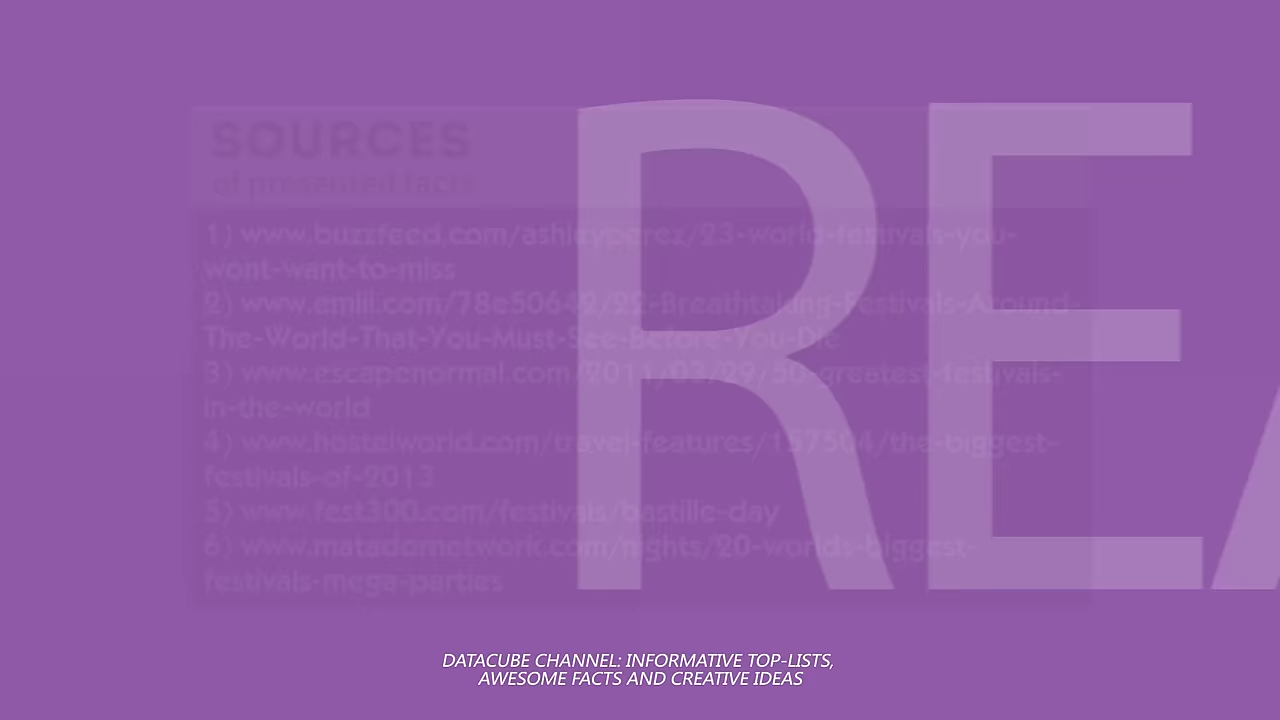 SOURCES
of presented facts
1) www.buzzfeed.com/ashleyperez/23-world-festivals-you-
wont-want-to-miss
2) www.emlii.com/78e50642/22-Breathtaking-Festivals-Around-
The-World-That-You-Must-See-Before-You-Die
3) www.escapenormal.com/2011/03/29/50-greatest-festivals-
in-the-world
4) www.hostelworld.com/travel-features/157504/the-biggest-
festivals-of-2013
5) www.fest300.com/festivals/bastille-day
6) www.matadornetwork.com/nights/20-worlds-biggest-
festivals-mega-parties
REA
DATACUBE CHANNEL: INFORMATIVE TOP-LISTS,
AWESOME FACTS AND CREATIVE IDEAS